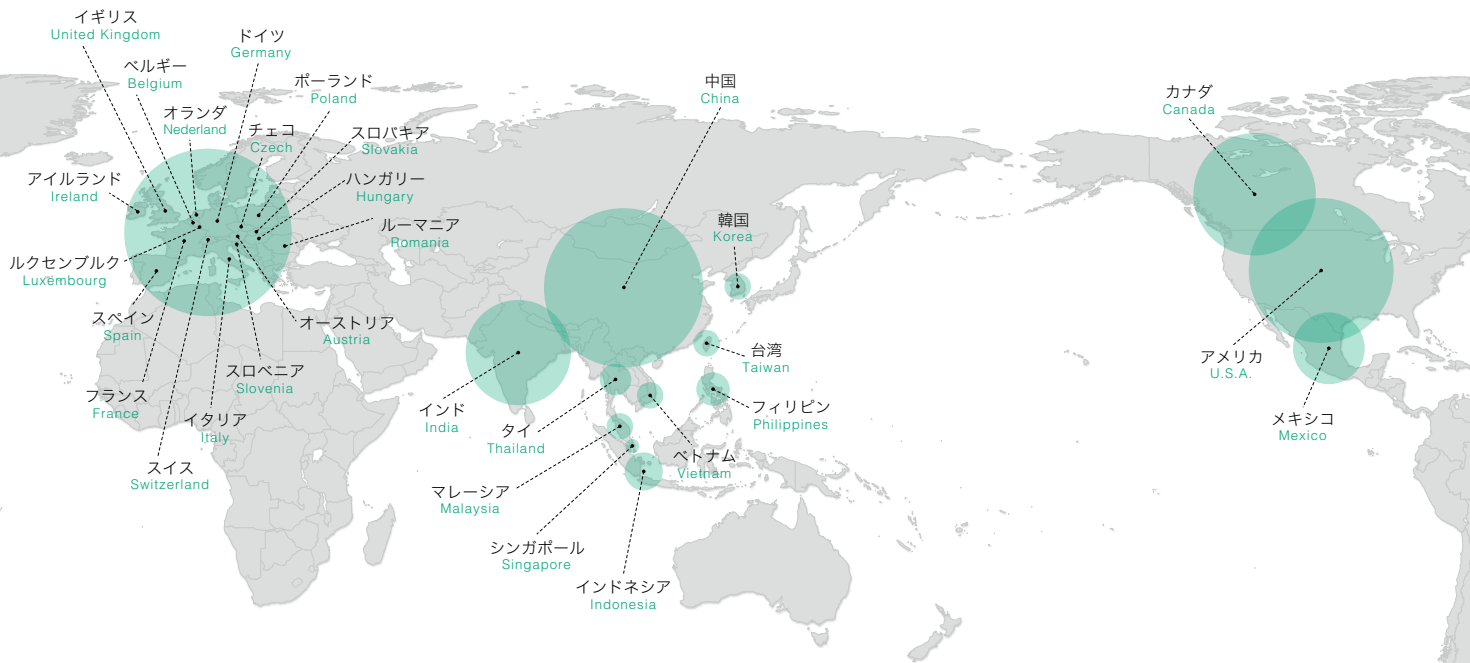 イギリス
United Kingdom
ドイツ
Germany
ベルギー
Belgium
ポーランド
Poland
オランダ
Nederland
チェコ
Czech
スロバキア
Slovakia
アイルランド
Ireland
ハンガリー
Hungary
ルーマニア
Romania
ルクセンブルク
Luxembourg
スペイン
Spain
オーストリア
Austria
スロベニア
Slovenia
フランス
France
イタリア
Italy
スイス
Switzerland
中国
China
韓国
Korea
台湾
Taiwan
インド
India
タイ
Thailand
フィリピン
Philippines
ベトナム
Vietnam
マレーシア
Malaysia
シンガポール
Singapore
インドネシア
Indonesia
カナダ
Canada
アメリカ
U.S.A.
メキシコ
Mexico